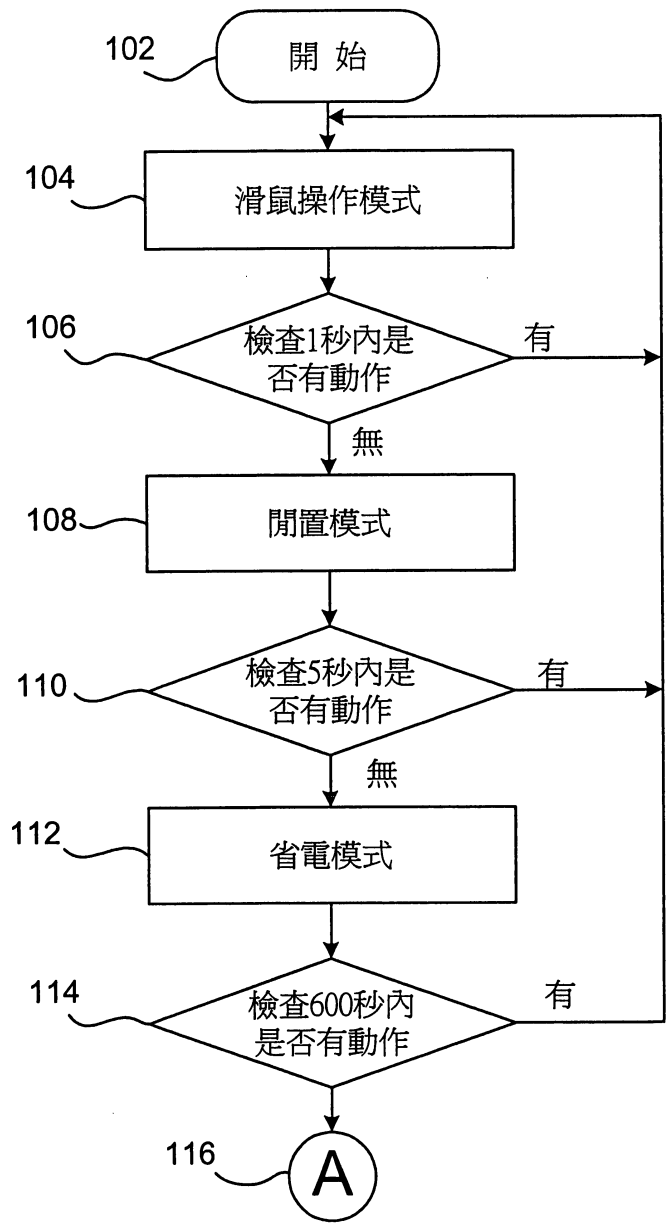 102
開 始
104
滑鼠操作模式
106
檢查1秒內是
否有動作
有
無
108
閒置模式
110
檢查5秒內是
否有動作
有
無
112
省電模式
114
檢查600秒內
是否有動作
有
116
A